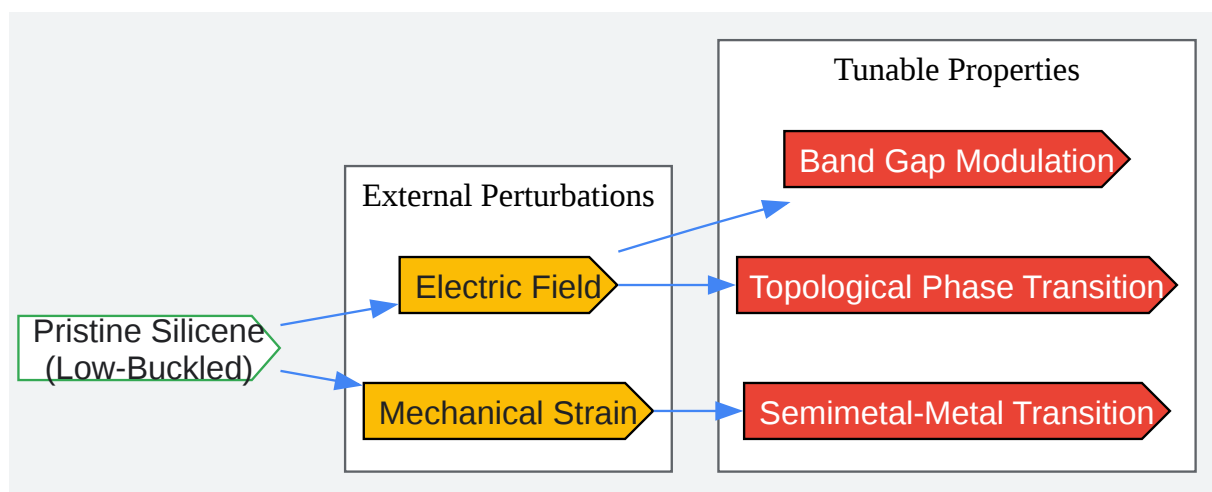 Pristine Silicene
(Low-Buckled)
External Perturbations
Electric Field
Mechanical Strain
Tunable Properties
Band Gap Modulation
Topological Phase Transition
Semimetal-Metal Transition